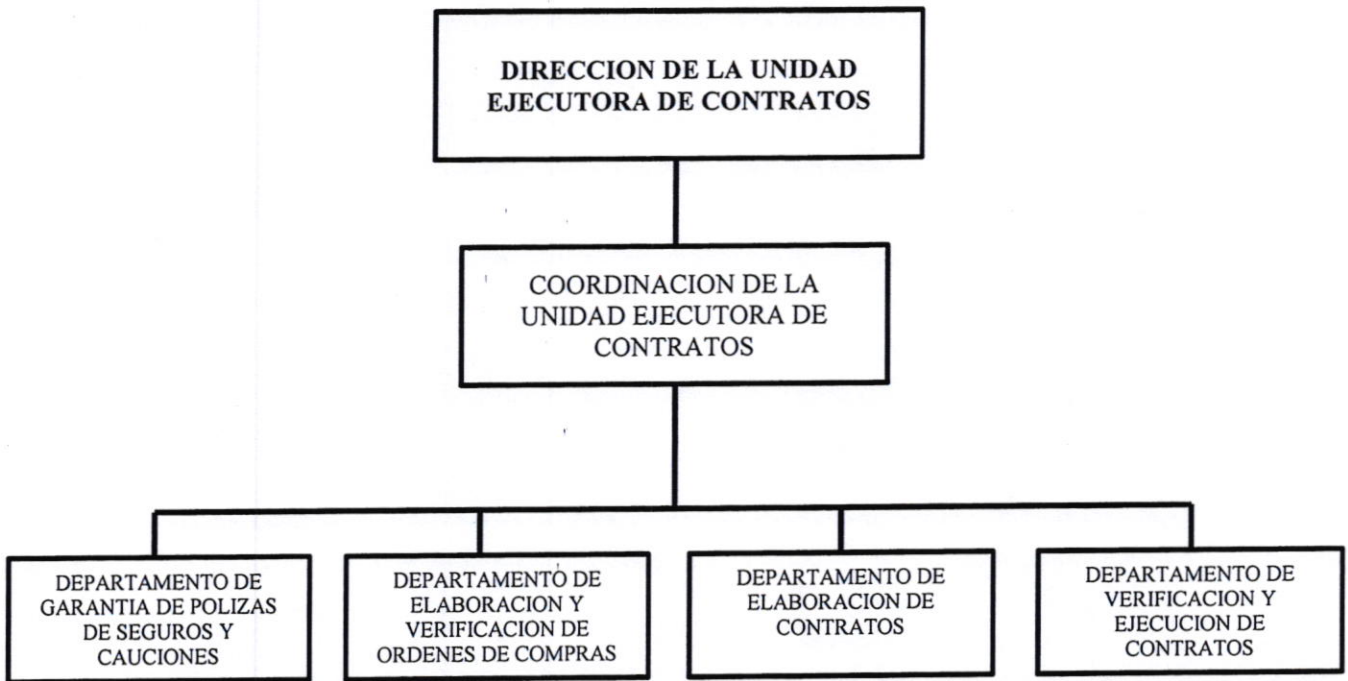 DIRECCION DE LA UNIDAD
EJECUTORA DE CONTRATOS
COORDINACION DE LA
UNIDAD EJECUTORA DE
CONTRATOS
DEPARTAMENTO DE
GARANTIA DE POLIZAS
DE SEGUROS Y
CAUCIONES
DEPARTAMENTO DE
ELABORACION Y
VERIFICACION DE
ORDENES DE COMPRAS
DEPARTAMENTO DE
ELABORACION DE
CONTRATOS
DEPARTAMENTO DE
VERIFICACION Y
EJECUCION DE
CONTRATOS